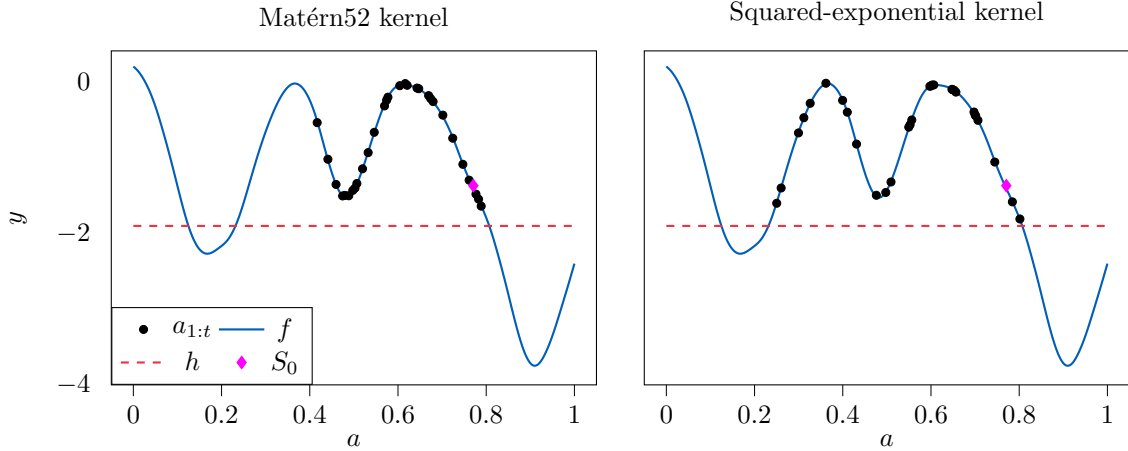 Matérn52 kernel
Squared-exponential kernel
y
0
−2
−4
a₁:ₜ
f
h
S₀
0 0.2 0.4 0.6 0.8 1
a
0 0.2 0.4 0.6 0.8 1
a